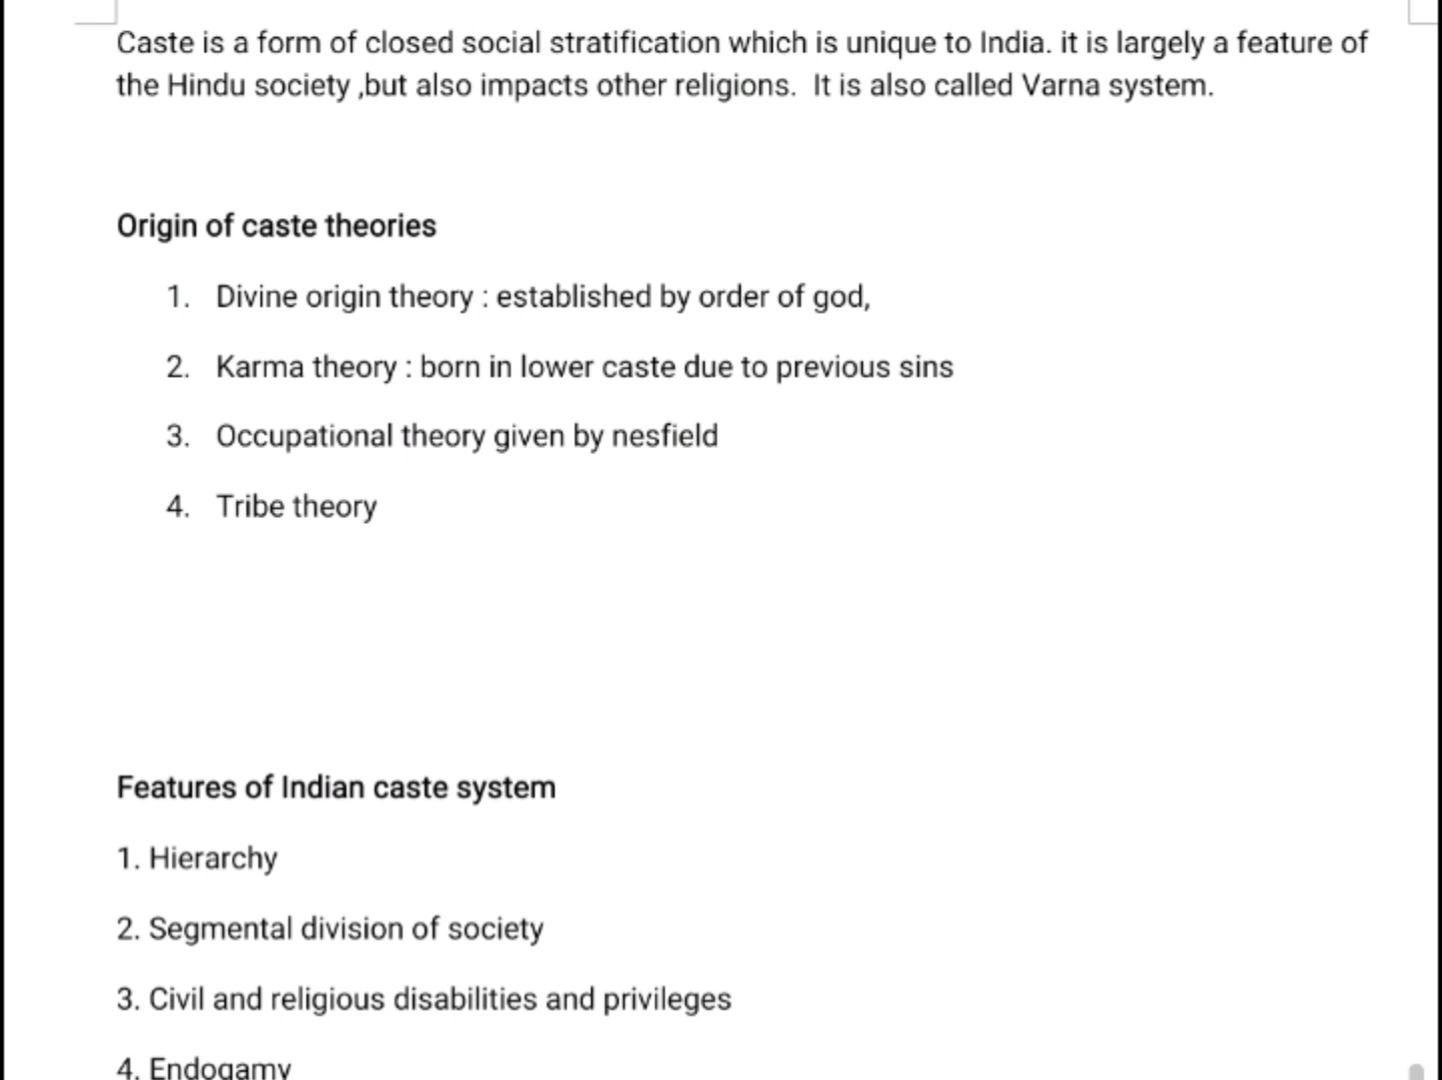 Caste is a form of closed social stratification which is unique to India. it is largely a feature of
the Hindu society ,but also impacts other religions.  It is also called Varna system.
Origin of caste theories
1. Divine origin theory : established by order of god,
2. Karma theory : born in lower caste due to previous sins
3. Occupational theory given by nesfield
4. Tribe theory
Features of Indian caste system
1. Hierarchy
2. Segmental division of society
3. Civil and religious disabilities and privileges
4. Endogamy